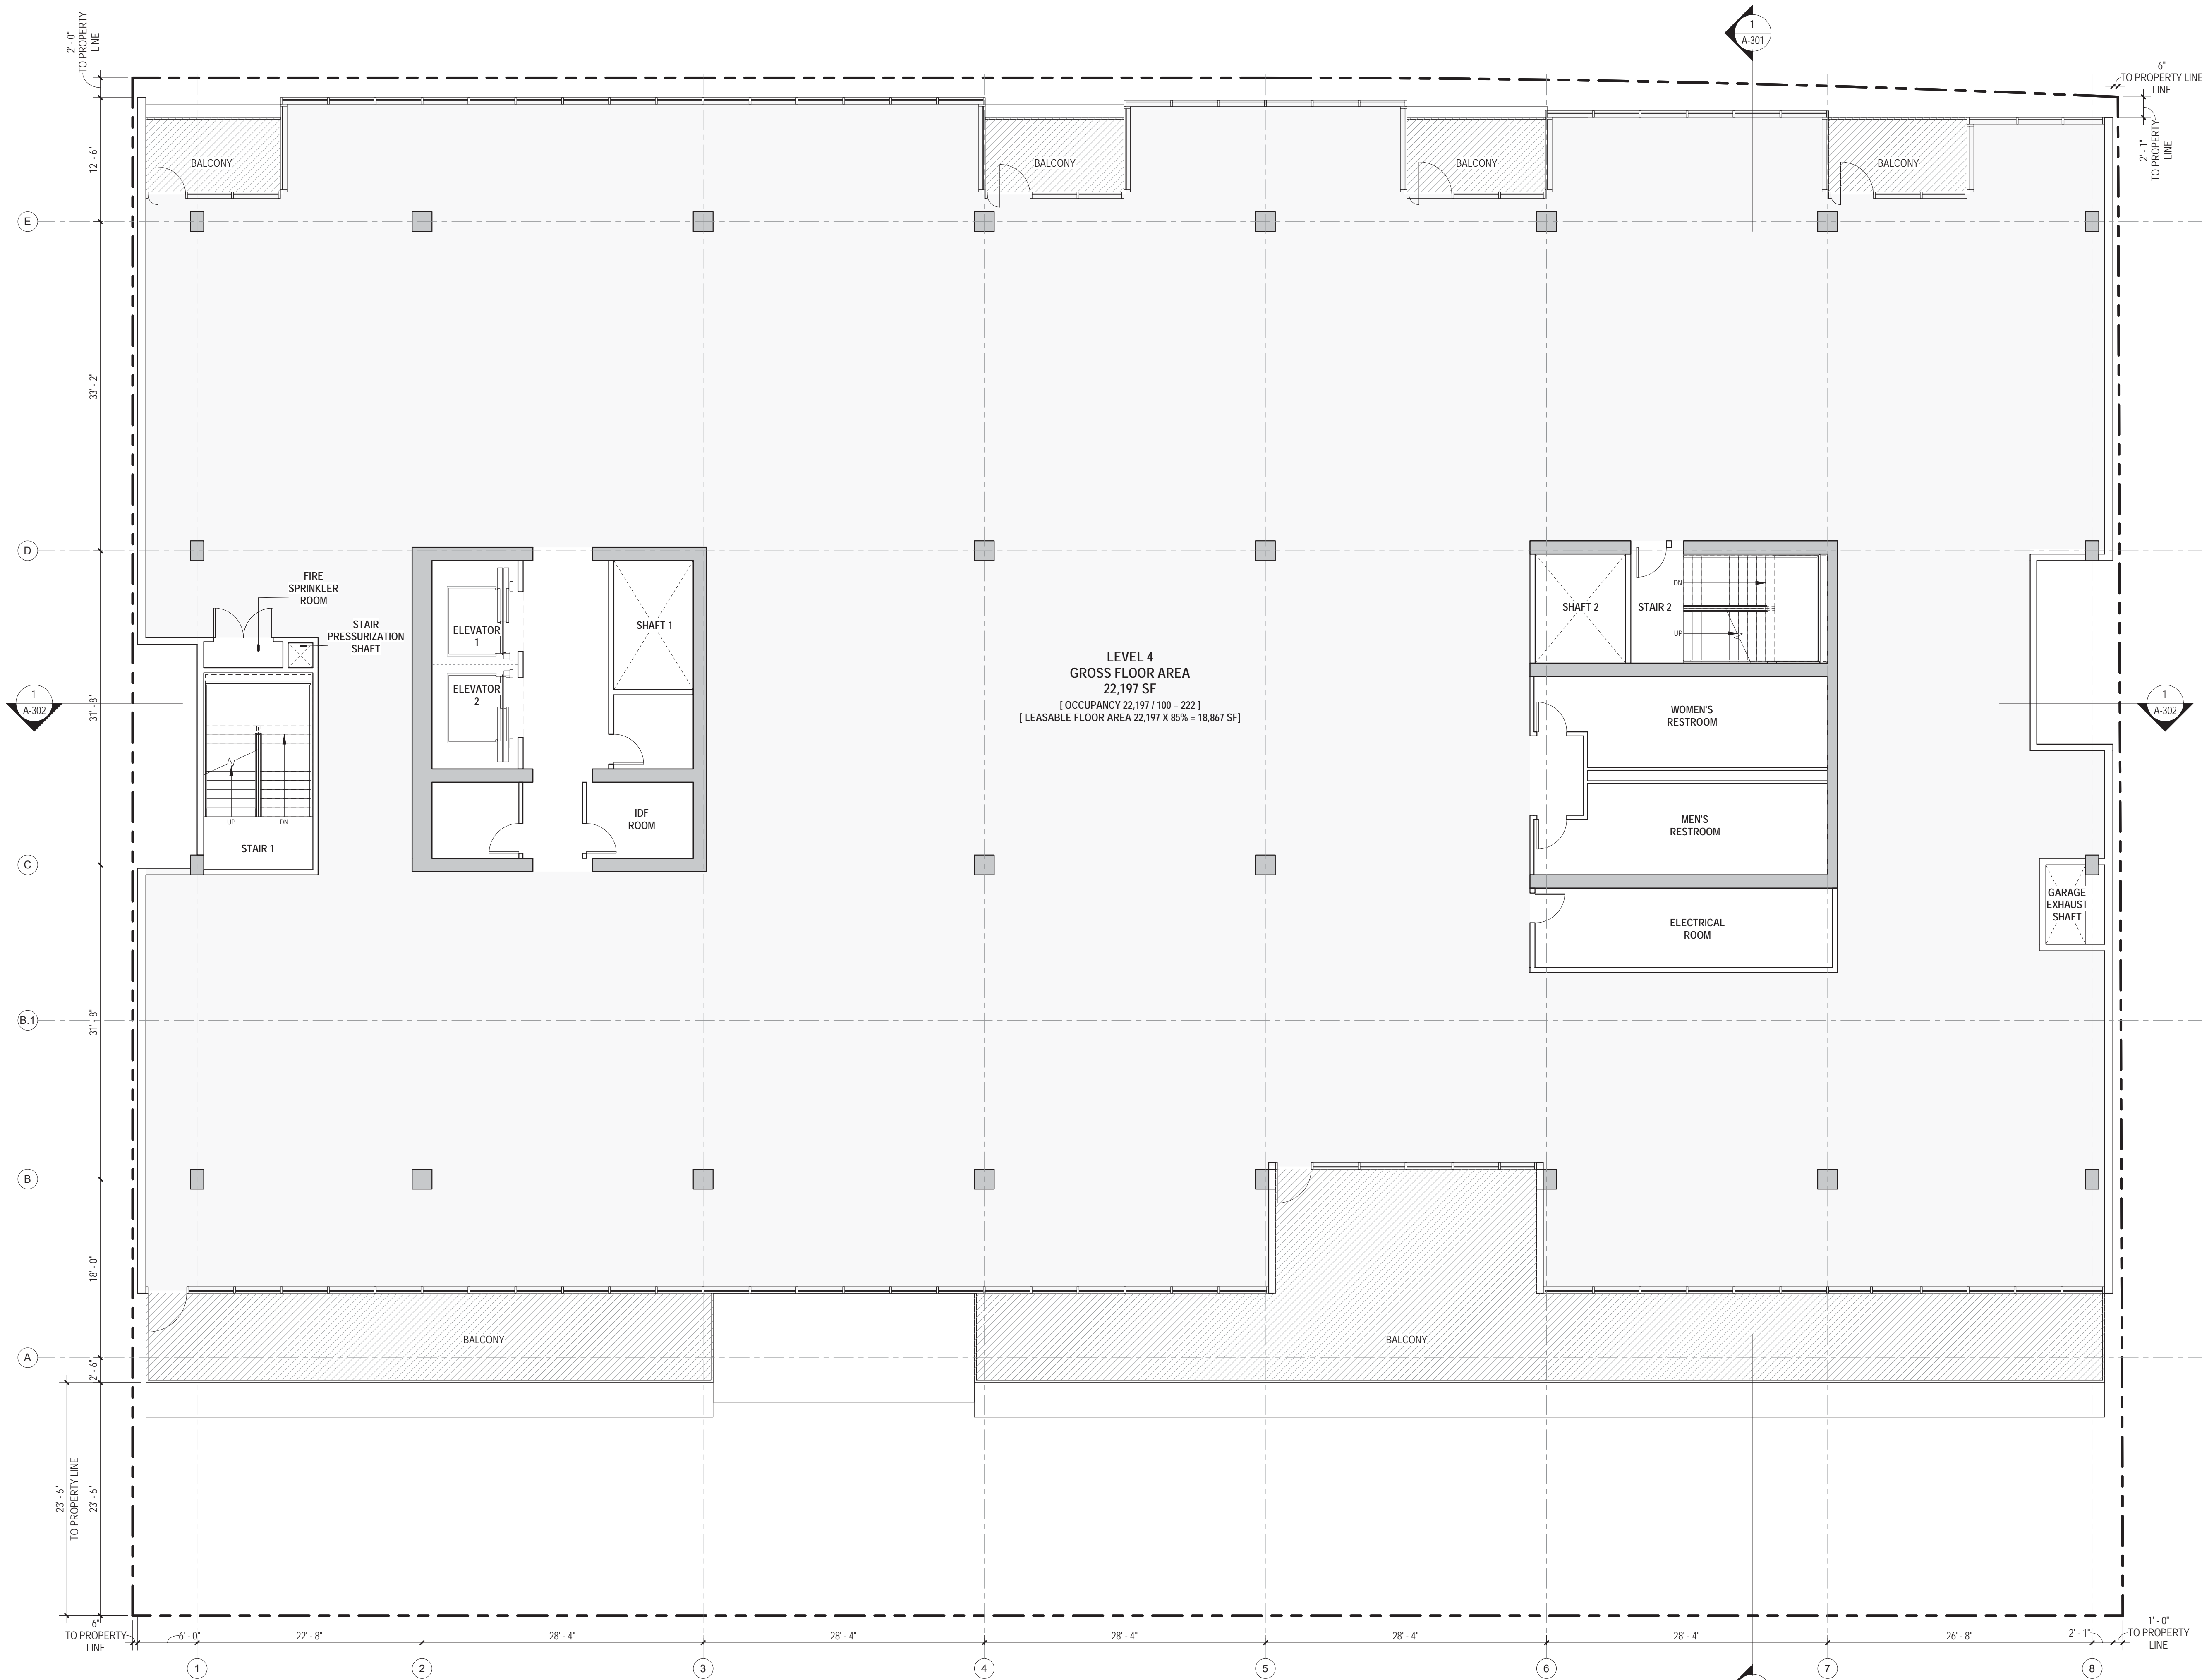 2' - 0"
TO PROPERTY
LINE
1
A-301
6"
TO PROPERTY LINE
LINE
2' - 1"
TO PROPERTY
LINE
12' - 6"
BALCONY
BALCONY
BALCONY
BALCONY
E
33' - 2"
D
FIRE
SPRINKLER
ROOM
STAIR
PRESSURIZATION
SHAFT
ELEVATOR
1
SHAFT 1
ELEVATOR
2
LEVEL 4
GROSS FLOOR AREA
22,197 SF
[ OCCUPANCY 22,197 / 100 = 222 ]
[ LEASABLE FLOOR AREA 22,197 X 85% = 18,867 SF]
SHAFT 2
STAIR 2
DN
UP
1
A-302
31' - 8"
WOMEN'S
RESTROOM
1
A-302
UP
DN
STAIR 1
IDF
ROOM
MEN'S
RESTROOM
C
GARAGE
EXHAUST
SHAFT
ELECTRICAL
ROOM
B.1
31' - 8"
B
18' - 0"
BALCONY
BALCONY
A
2' - 6"
23' - 6"
TO PROPERTY LINE
23' - 6"
6"
TO PROPERTY
LINE
6' - 0"
22' - 8"
28' - 4"
28' - 4"
28' - 4"
28' - 4"
28' - 4"
26' - 8"
2' - 1"
1' - 0"
TO PROPERTY
LINE
1
2
3
4
5
6
7
8